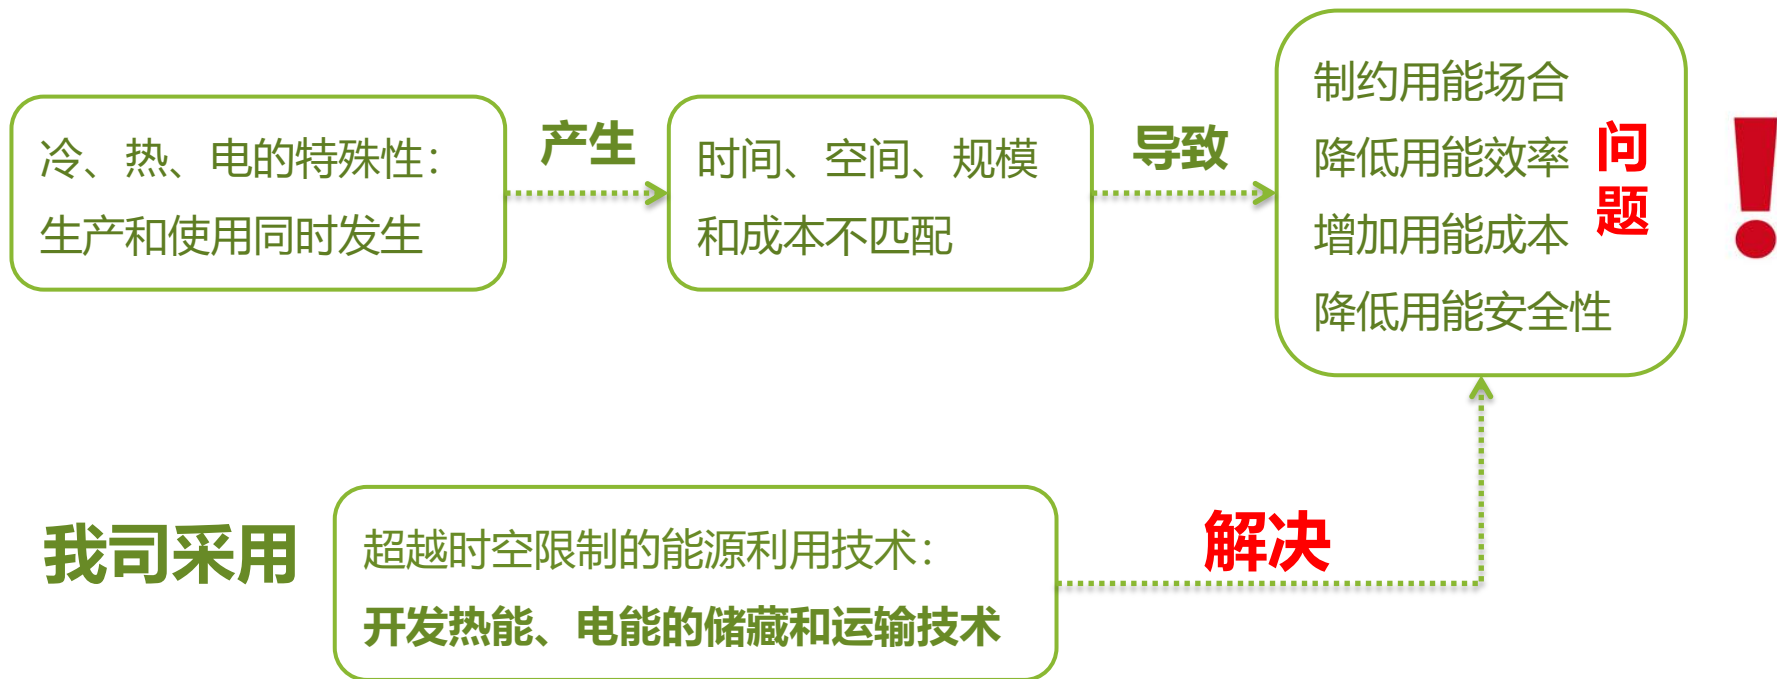 冷、热、电的特殊性：
生产和使用同时发生
产生
时间、空间、规模
和成本不匹配
导致
制约用能场合
降低用能效率
增加用能成本
降低用能安全性
问
题
!
我司采用
超越时空限制的能源利用技术：
开发热能、电能的储藏和运输技术
解决